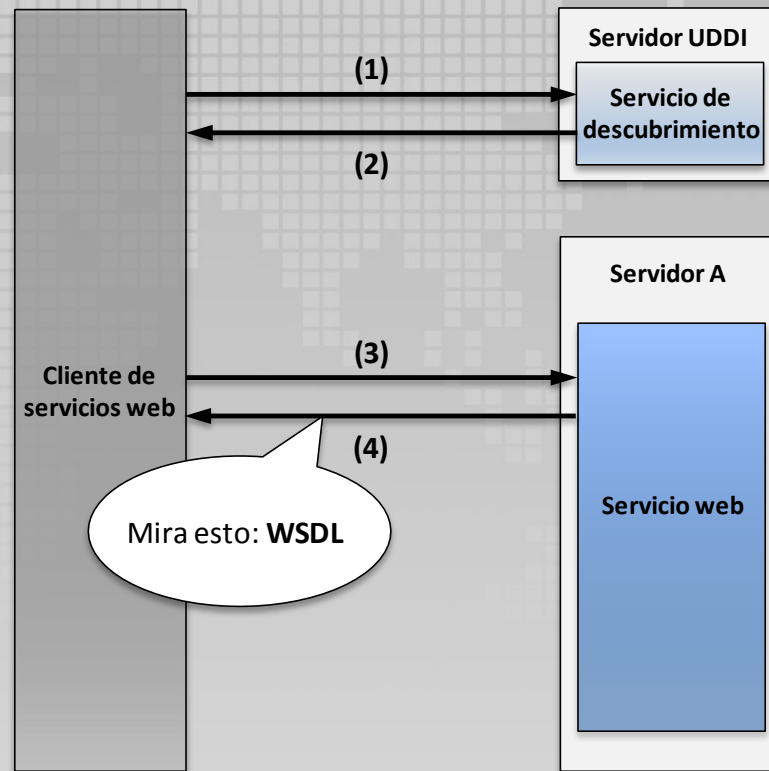 Servidor UDDI
(1)
Servicio de
descubrimiento
(2)
Servidor A
(3)
Cliente de
servicios web
(4)
Servicio web
Mira esto: WSDL